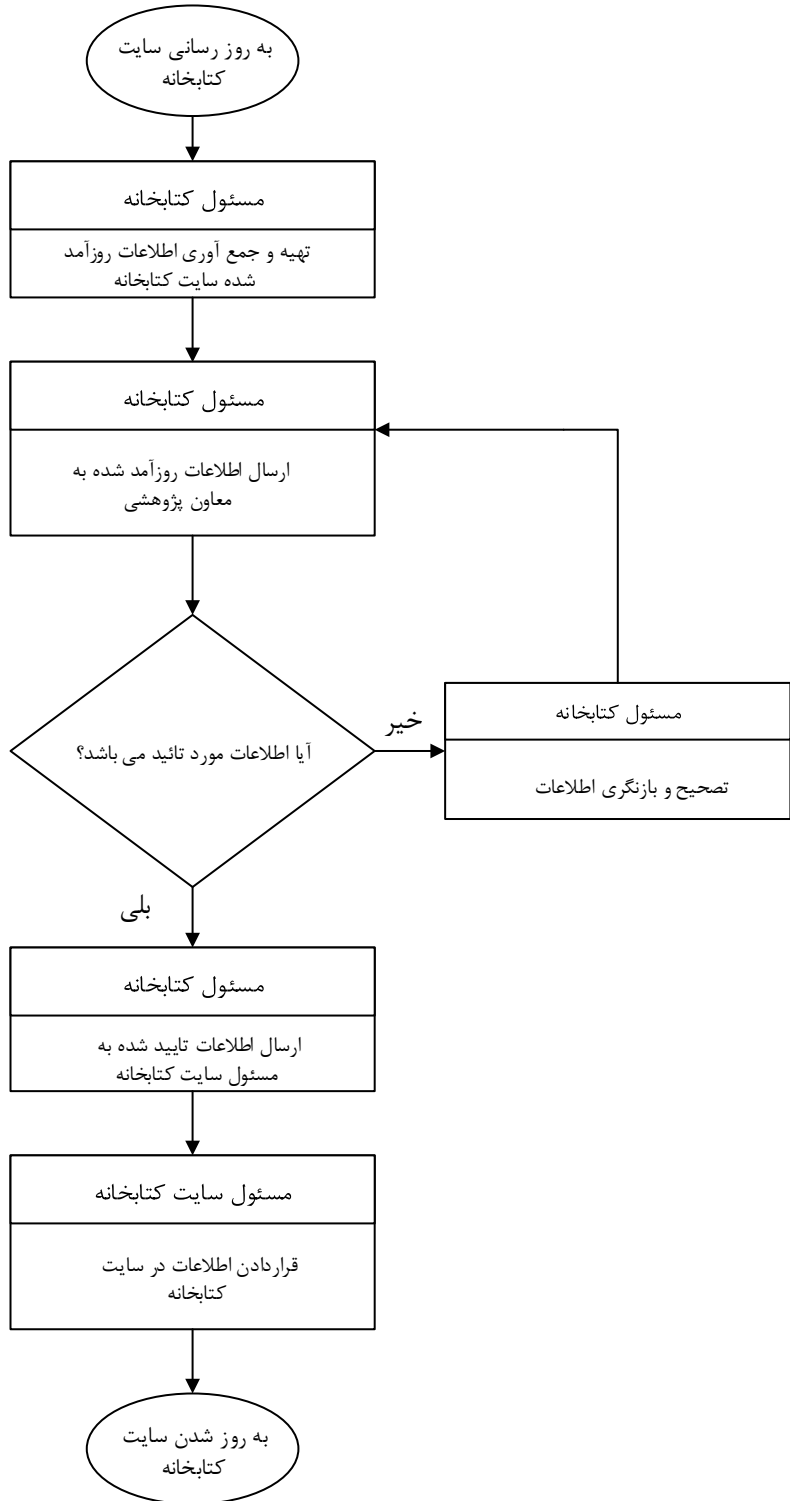 به روز رسانی سایت
کتابخانه
مسئول کتابخانه
تهیه و جمع آوری اطلاعات روزآمد
شده سایت کتابخانه
مسئول کتابخانه
ارسال اطلاعات روزآمد شده به
معاون پژوهشی
آیا اطلاعات مورد تائید می باشد؟
خیر
مسئول کتابخانه
تصحیح و بازنگری اطلاعات
بلی
مسئول کتابخانه
ارسال اطلاعات تایید شده به
مسئول سایت کتابخانه
مسئول سایت کتابخانه
قراردادن اطلاعات در سایت
کتابخانه
به روز شدن سایت
کتابخانه